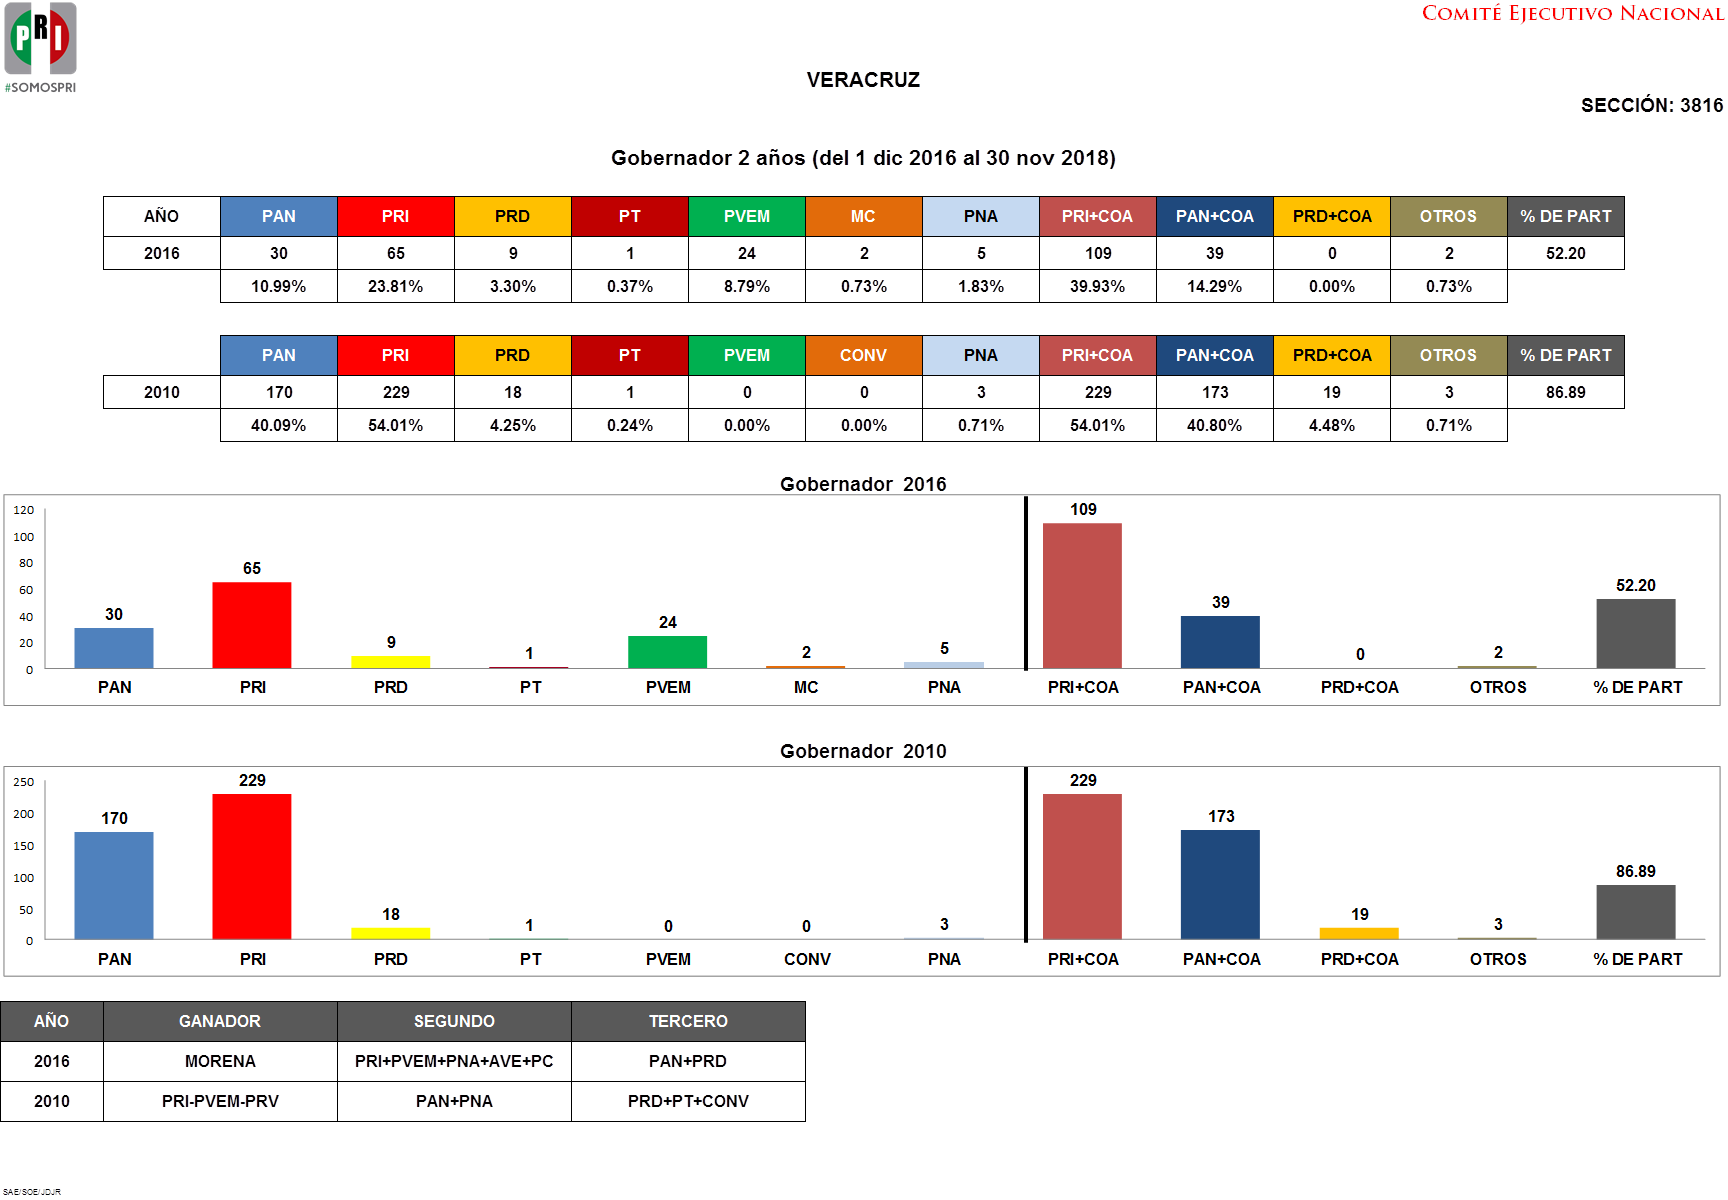 PRI
#SOMOSPRI
COMITÉ EJECUTIVO NACIONAL
VERACRUZ
SECCIÓN: 3816
Gobernador 2 años (del 1 dic 2016 al 30 nov 2018)
AÑO PAN PRI PRD PT PVEM MC PNA PRI+COA PAN+COA PRD+COA OTROS % DE PART
2016 30 65 9 1 24 2 5 109 39 0 2 52.20
10.99% 23.81% 3.30% 0.37% 8.79% 0.73% 1.83% 39.93% 14.29% 0.00% 0.73%
PAN PRI PRD PT PVEM CONV PNA PRI+COA PAN+COA PRD+COA OTROS % DE PART
2010 170 229 18 1 0 0 3 229 173 19 3 86.89
40.09% 54.01% 4.25% 0.24% 0.00% 0.00% 0.71% 54.01% 40.80% 4.48% 0.71%
Gobernador 2016
120
100
80
60
40
20
0
30 65 9 1 24 2 5 109 39 0 2 52.20
PAN PRI PRD PT PVEM MC PNA PRI+COA PAN+COA PRD+COA OTROS % DE PART
Gobernador 2010
250
200
150
100
50
0
170 229 18 1 0 0 3 229 173 19 3 86.89
PAN PRI PRD PT PVEM CONV PNA PRI+COA PAN+COA PRD+COA OTROS % DE PART
AÑO GANADOR SEGUNDO TERCERO
2016 MORENA PRI+PVEM+PNA+AVE+PC PAN+PRD
2010 PRI-PVEM-PRV PAN+PNA PRD+PT+CONV
SAE/SOE/JDJR